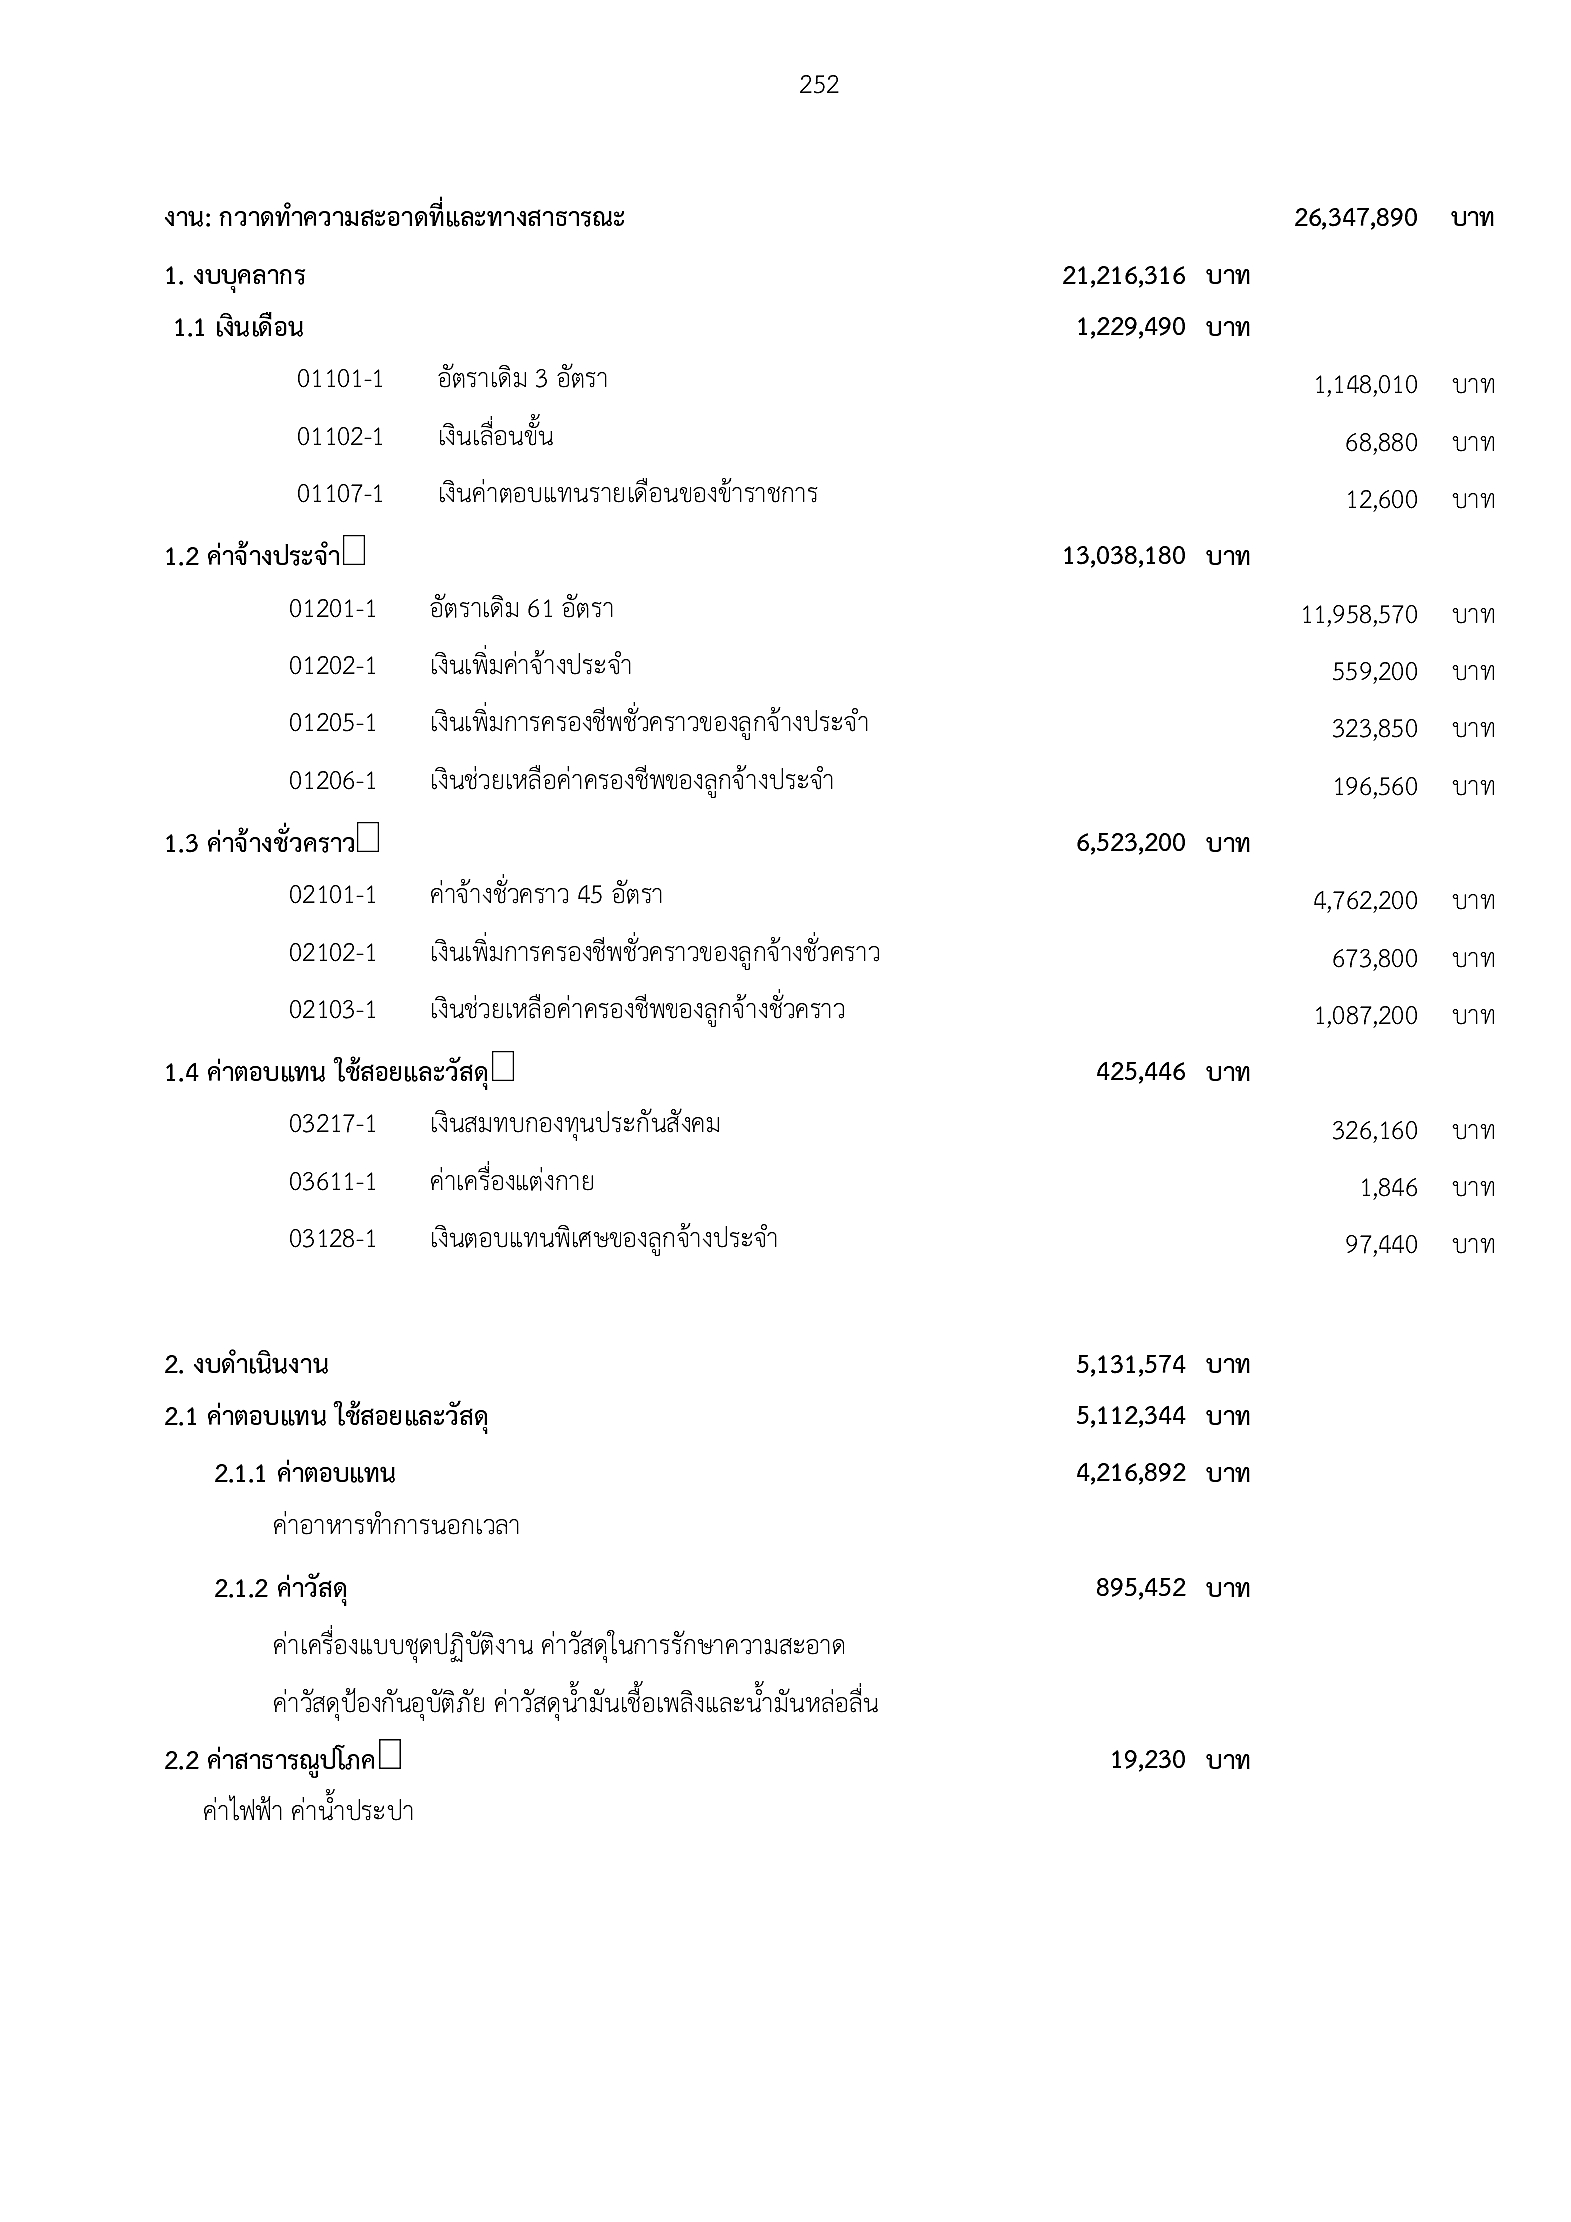 252
งาน: กวาดทำความสะอาดที่และทางสาธารณะ 26,347,890 บาท
1. งบบุคลากร 21,216,316 บาท
1.1 เงินเดือน 1,229,490 บาท
01101-1 อัตราเดิม 3 อัตรา 1,148,010 บาท
01102-1 เงินเลื่อนขั้น 68,880 บาท
01107-1 เงินค่าตอบแทนรายเดือนของข้าราชการ 12,600 บาท
1.2 ค่าจ้างประจำ 13,038,180 บาท
01201-1 อัตราเดิม 61 อัตรา 11,958,570 บาท
01202-1 เงินเพิ่มค่าจ้างประจำ 559,200 บาท
01205-1 เงินเพิ่มการครองชีพชั่วคราวของลูกจ้างประจำ 323,850 บาท
01206-1 เงินช่วยเหลือค่าครองชีพของลูกจ้างประจำ 196,560 บาท
1.3 ค่าจ้างชั่วคราว 6,523,200 บาท
02101-1 ค่าจ้างชั่วคราว 45 อัตรา 4,762,200 บาท
02102-1 เงินเพิ่มการครองชีพชั่วคราวของลูกจ้างชั่วคราว 673,800 บาท
02103-1 เงินช่วยเหลือค่าครองชีพของลูกจ้างชั่วคราว 1,087,200 บาท
1.4 ค่าตอบแทน ใช้สอยและวัสดุ 425,446 บาท
03217-1 เงินสมทบกองทุนประกันสังคม 326,160 บาท
03611-1 ค่าเครื่องแต่งกาย 1,846 บาท
03128-1 เงินตอบแทนพิเศษของลูกจ้างประจำ 97,440 บาท
2. งบดำเนินงาน 5,131,574 บาท
2.1 ค่าตอบแทน ใช้สอยและวัสดุ 5,112,344 บาท
2.1.1 ค่าตอบแทน 4,216,892 บาท
ค่าอาหารทำการนอกเวลา
2.1.2 ค่าวัสดุ 895,452 บาท
ค่าเครื่องแบบชุดปฏิบัติงาน ค่าวัสดุในการรักษาความสะอาด
ค่าวัสดุป้องกันอุบัติภัย ค่าวัสดุน้ำมันเชื้อเพลิงและน้ำมันหล่อลื่น
2.2 ค่าสาธารณูปโภค 19,230 บาท
ค่าไฟฟ้า ค่าน้ำประปา